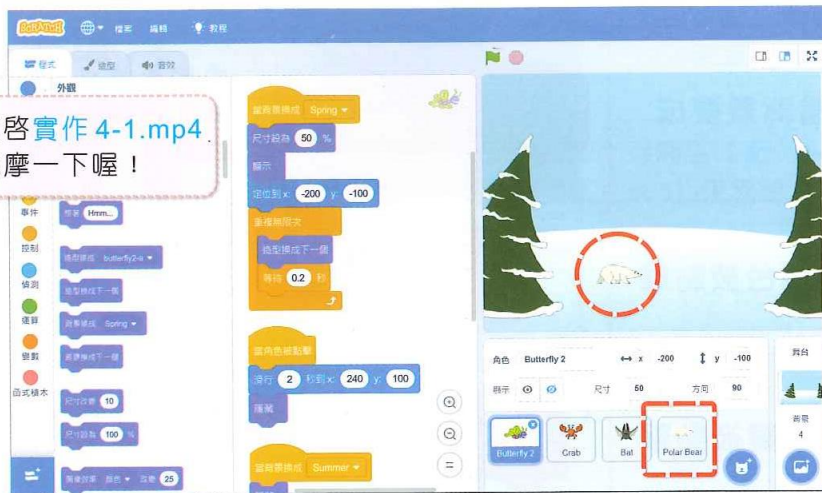 SCRATCH
檔案 編輯 教程
程式 造型 音效
外觀
啓實作 4-1.mp4
摩一下喔！
事件
控制
偵測
運算
變數
函式積木
想著 Hmm...
造型換成 butterfly2-a
造型換成下一個
背景換成 Spring
背景換成下一個
尺寸改變 10
尺寸設為 100 %
圖像效果 顏色 改變 25
當背景換成 Spring
尺寸設為 50 %
顯示
定位到 x: -200 y: -100
重複無限次
造型換成下一個
等待 0.2 秒
當角色被點擊
滑行 2 秒到 x: 240 y: 100
隱藏
當背景換成 Summer
角色 Butterfly 2 x -200 y -100
顯示 尺寸 50 方向 90
Butterfly 2 Crab Bat Polar Bear
舞台
背景
4